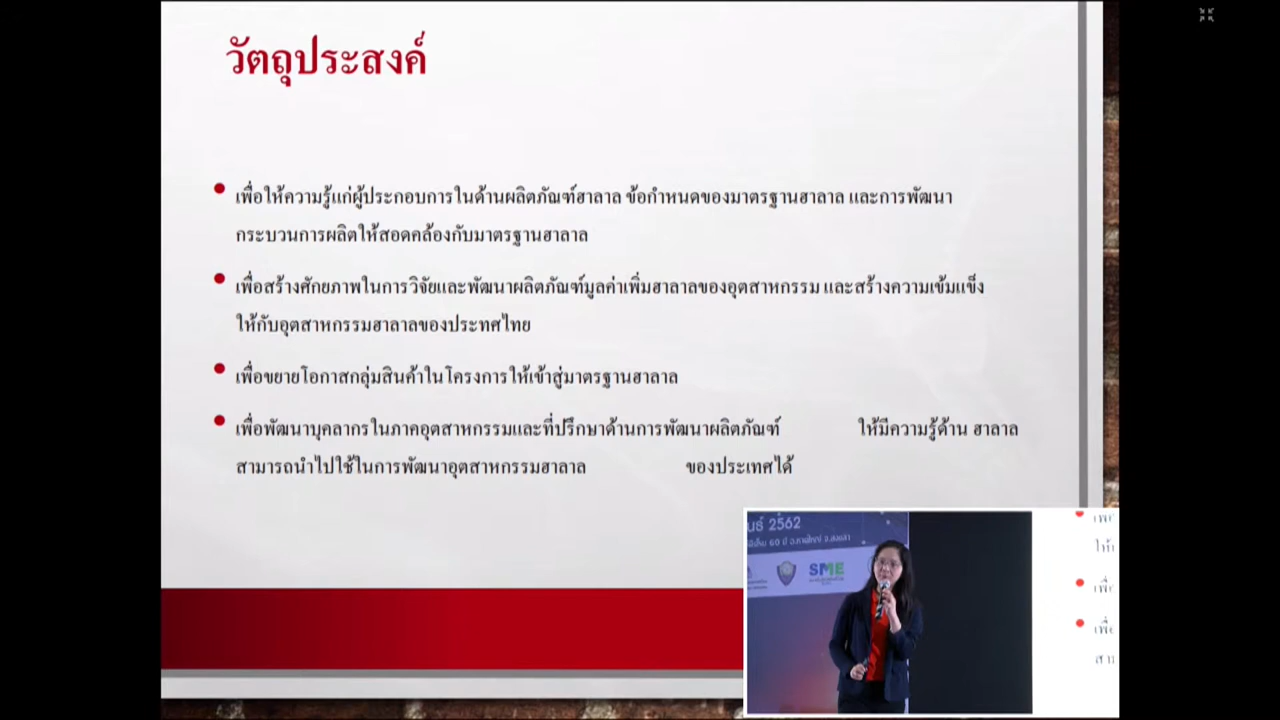 วัตถุประสงค์
เพื่อให้ความรู้แก่ผู้ประกอบการในด้านผลิตภัณฑ์ฮาลาล ข้อกำหนดของมาตรฐานฮาลาล และการพัฒนา
กระบวนการผลิตให้สอดคล้องกับมาตรฐานฮาลาล
เพื่อสร้างศักยภาพในการวิจัยและพัฒนาผลิตภัณฑ์มูลค่าเพิ่มฮาลาลของอุตสาหกรรม และสร้างความเข้มแข็ง
ให้กับอุตสาหกรรมฮาลาลของประเทศไทย
เพื่อขยายโอกาสกลุ่มสินค้าในโครงการให้เข้าสู่มาตรฐานฮาลาล
เพื่อพัฒนาบุคลากรในภาคอุตสาหกรรมและที่ปรึกษาด้านการพัฒนาผลิตภัณฑ์ ให้มีความรู้ด้าน ฮาลาล
สามารถนำไปใช้ในการพัฒนาอุตสาหกรรมฮาลาล ของประเทศได้
2562
SME